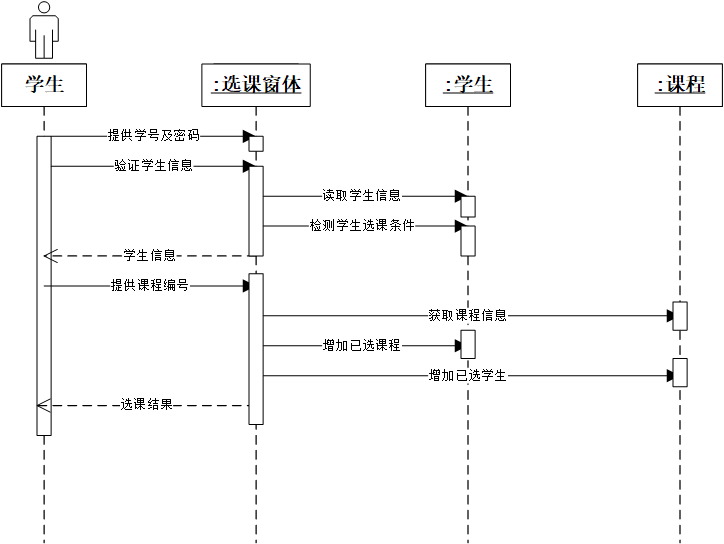 学生
:选课窗体
:学生
:课程
提供学号及密码
验证学生信息
读取学生信息
检测学生选课条件
学生信息
提供课程编号
获取课程信息
增加已选课程
增加已选学生
选课结果